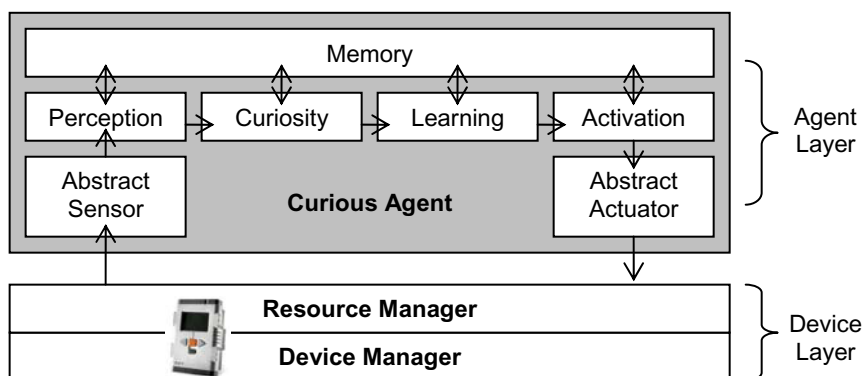 Memory
Perception
Curiosity
Learning
Activation
Agent
Layer
Abstract
Sensor
Curious Agent
Abstract
Actuator
Resource Manager
Device Manager
Device
Layer